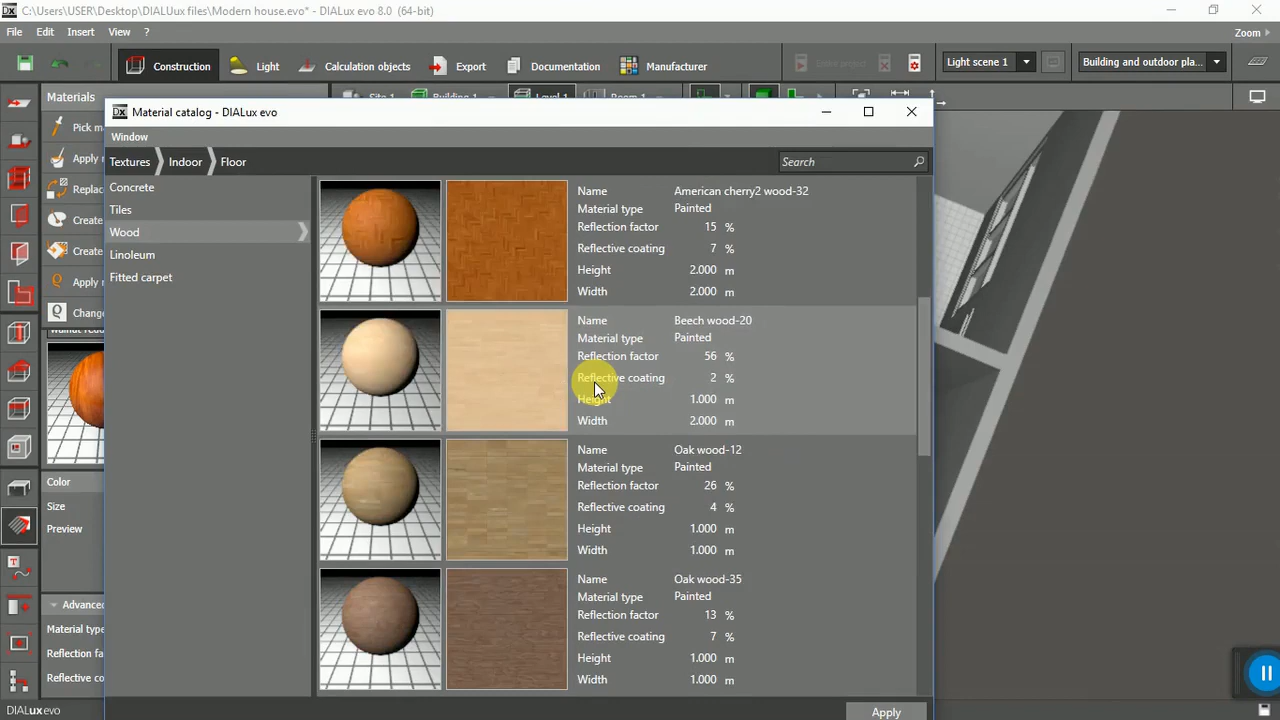 C:\Users\USER\Desktop\DIALUux files\Modern house.evo* - DIALux evo 8.0 (64-bit)
File Edit Insert View ?
Zoom
Construction Light Calculation objects Export Documentation Manufacturer
Light scene 1
Building and outdoor pla...
Materials
Material catalog - DIALux evo
Window
Textures Indoor Floor
Search
Pick m
Apply
Replac
Create
Create
Apply
Change
Color
Size
Preview
Advanced
Material type
Reflection fa
Reflective co
Concrete
Tiles
Wood
Linoleum
Fitted carpet
Name American cherry2 wood-32
Material type Painted
Reflection factor 15 %
Reflective coating 7 %
Height 2.000 m
Width 2.000 m
Name Beech wood-20
Material type Painted
Reflection factor 56 %
Reflective coating 2 %
Height 1.000 m
Width 2.000 m
Name Oak wood-12
Material type Painted
Reflection factor 26 %
Reflective coating 4 %
Height 1.000 m
Width 1.000 m
Name Oak wood-35
Material type Painted
Reflection factor 13 %
Reflective coating 7 %
Height 1.000 m
Width 1.000 m
Apply
DIALux evo